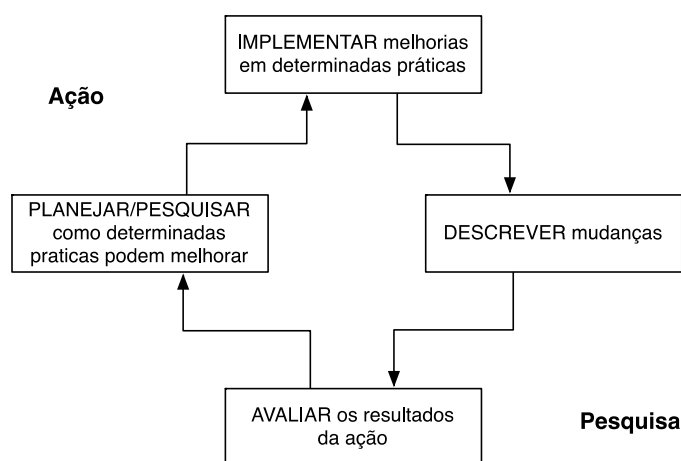 IMPLEMENTAR melhorias
em determinadas práticas
Ação
PLANEJAR/PESQUISAR
como determinadas
praticas podem melhorar
DESCREVER mudanças
AVALIAR os resultados
da ação
Pesquisa